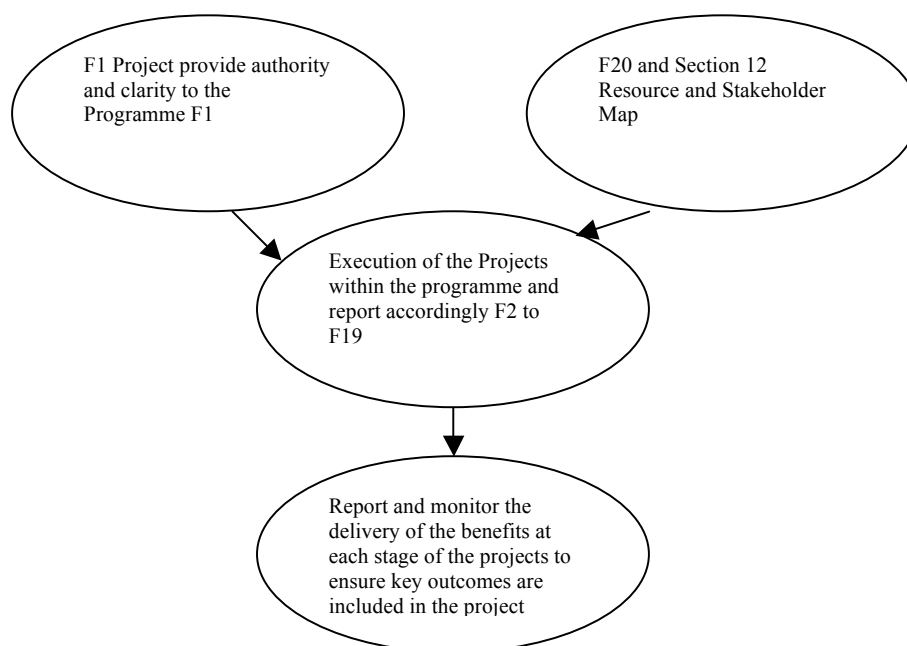 F1 Project provide authority
and clarity to the
Programme F1
F20 and Section 12
Resource and Stakeholder
Map
Execution of the Projects
within the programme and
report accordingly F2 to
F19
Report and monitor the
delivery of the benefits at
each stage of the projects to
ensure key outcomes are
included in the project